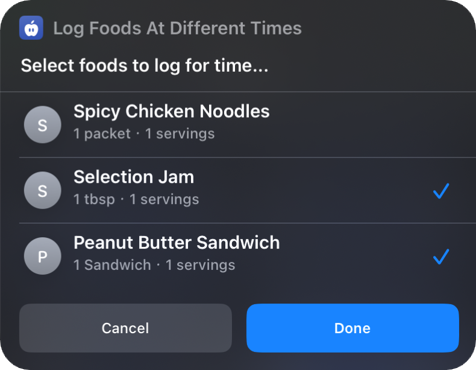 Log Foods At Different Times
Select foods to log for time...
S
Spicy Chicken Noodles
1 packet · 1 servings
S
Selection Jam
1 tbsp · 1 servings
P
Peanut Butter Sandwich
1 Sandwich · 1 servings
Cancel
Done